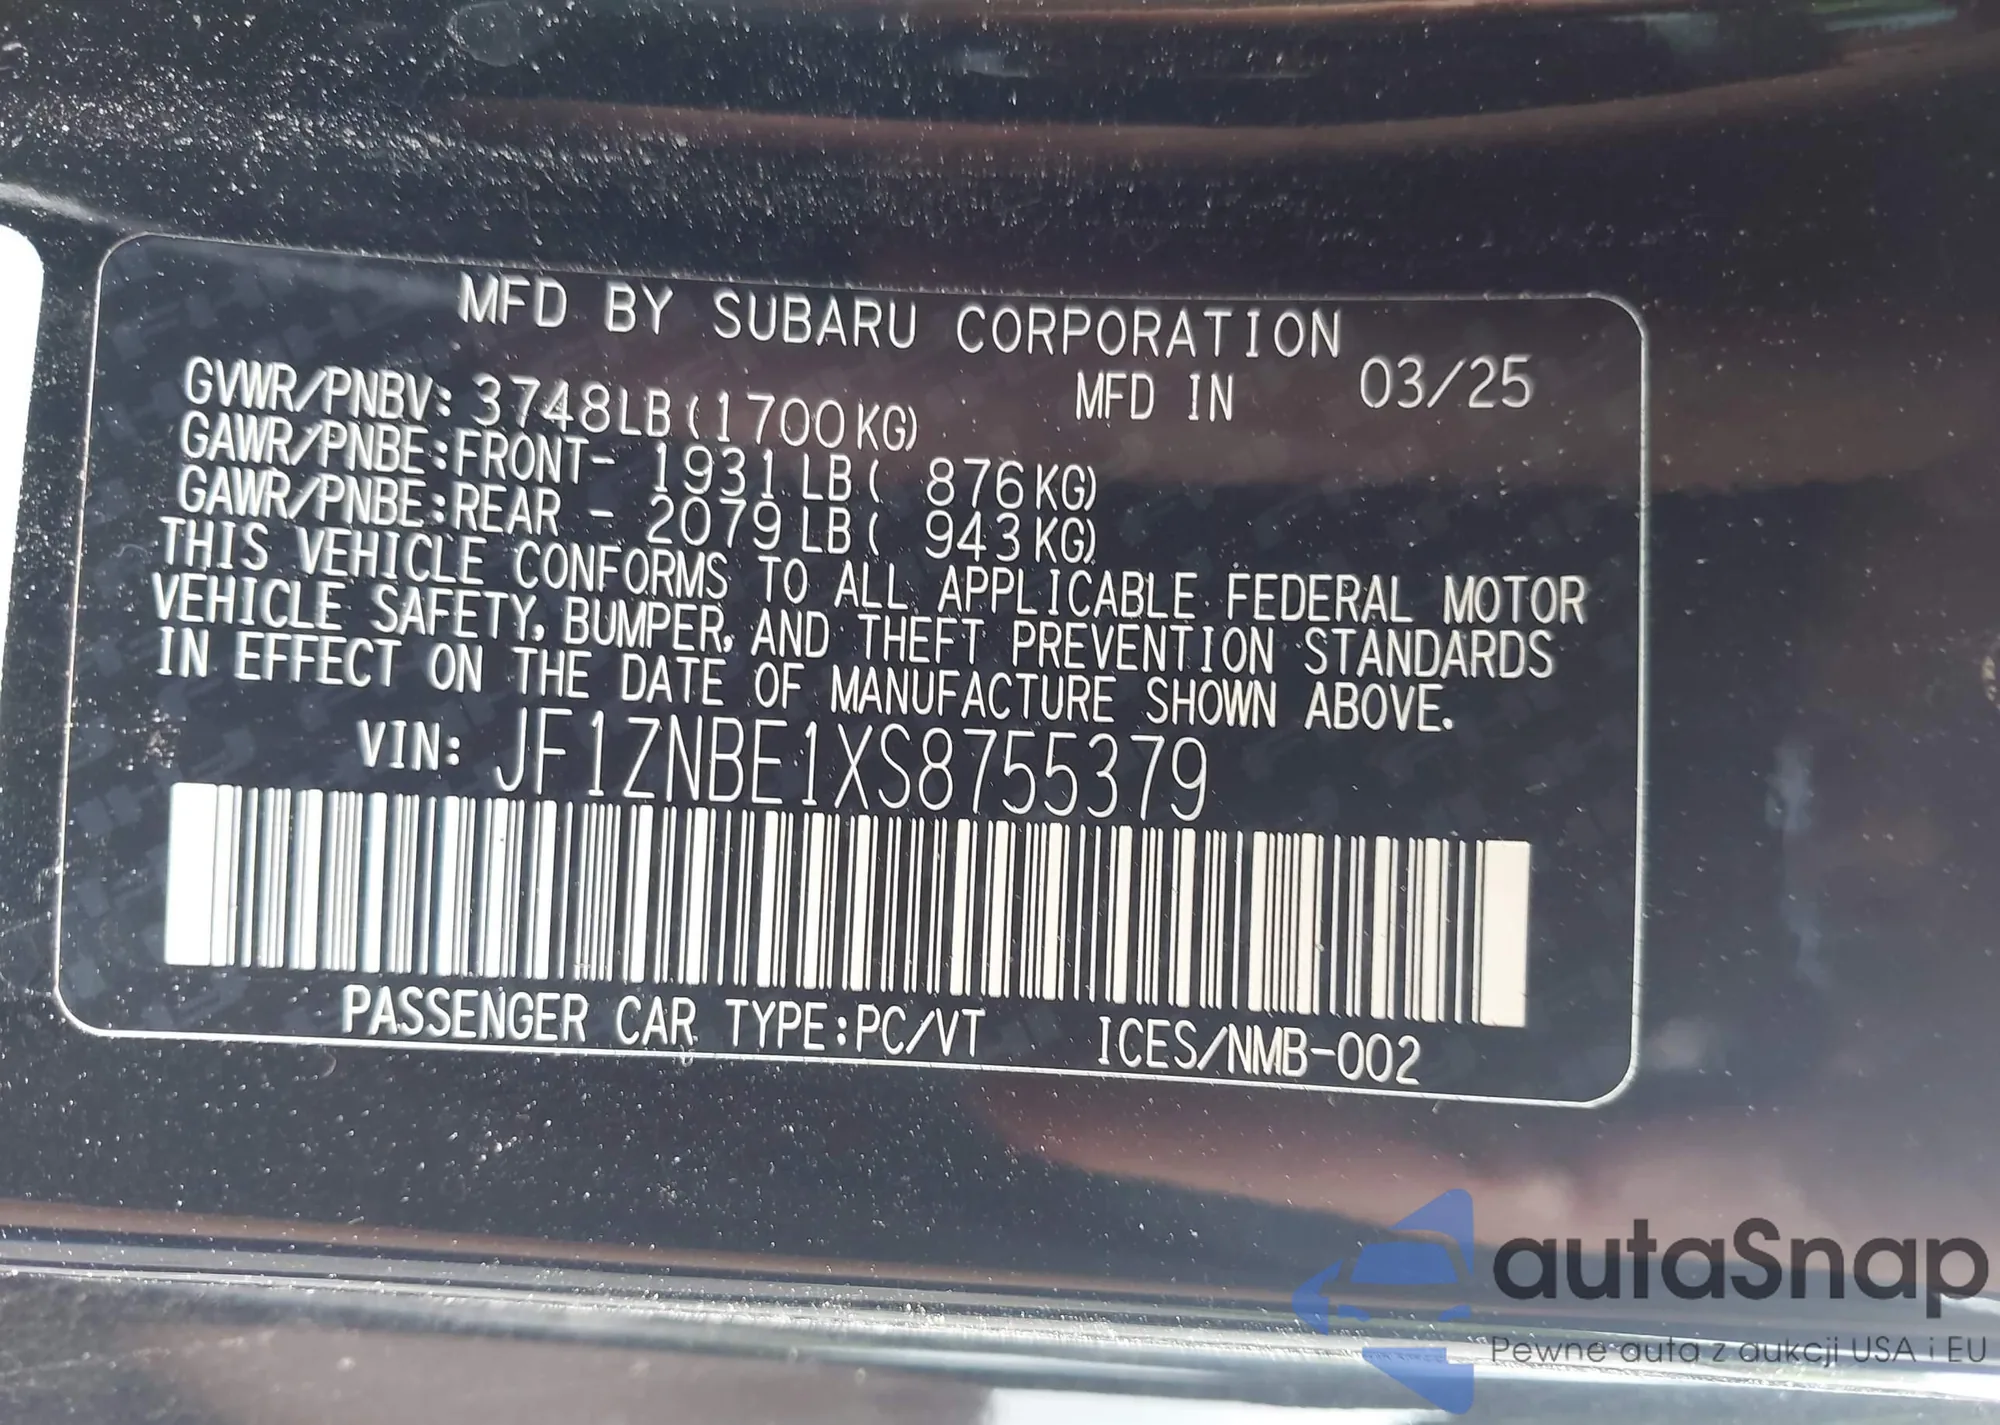 MFD BY SUBARU CORPORATION
GVWR/PNBV: 3748LB(1700KG) MFD IN 03/25
GAWR/PNBE:FRONT- 1931LB( 876KG)
GAWR/PNBE:REAR - 2079LB( 943KG)
THIS VEHICLE CONFORMS TO ALL APPLICABLE FEDERAL MOTOR
VEHICLE SAFETY, BUMPER, AND THEFT PREVENTION STANDARDS
IN EFFECT ON THE DATE OF MANUFACTURE SHOWN ABOVE.
VIN: JF1ZNBE1XS8755379
PASSENGER CAR TYPE:PC/VT ICES/NMB-002
autaSnap
Pewne auta z aukcji USA i EU